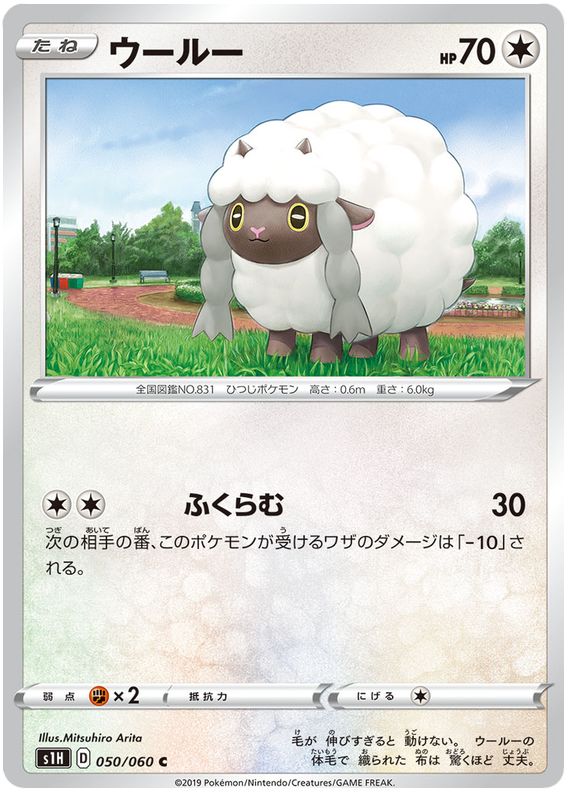 たね ウールー HP70
全国図鑑NO.831 ひつじポケモン 高さ:0.6m 重さ:6.0kg
ふくらむ 30
次の相手の番、このポケモンが受けるワザのダメージは「-10」さ
れる。
弱点 ×2 抵抗力 にげる
Illus.Mitsuhiro Arita
S1H D 050/060 C
毛が 伸びすぎると 動けない。 ウールーの
体毛で 織られた 布は 驚くほど 丈夫。
©2019 Pokémon/Nintendo/Creatures/GAME FREAK.